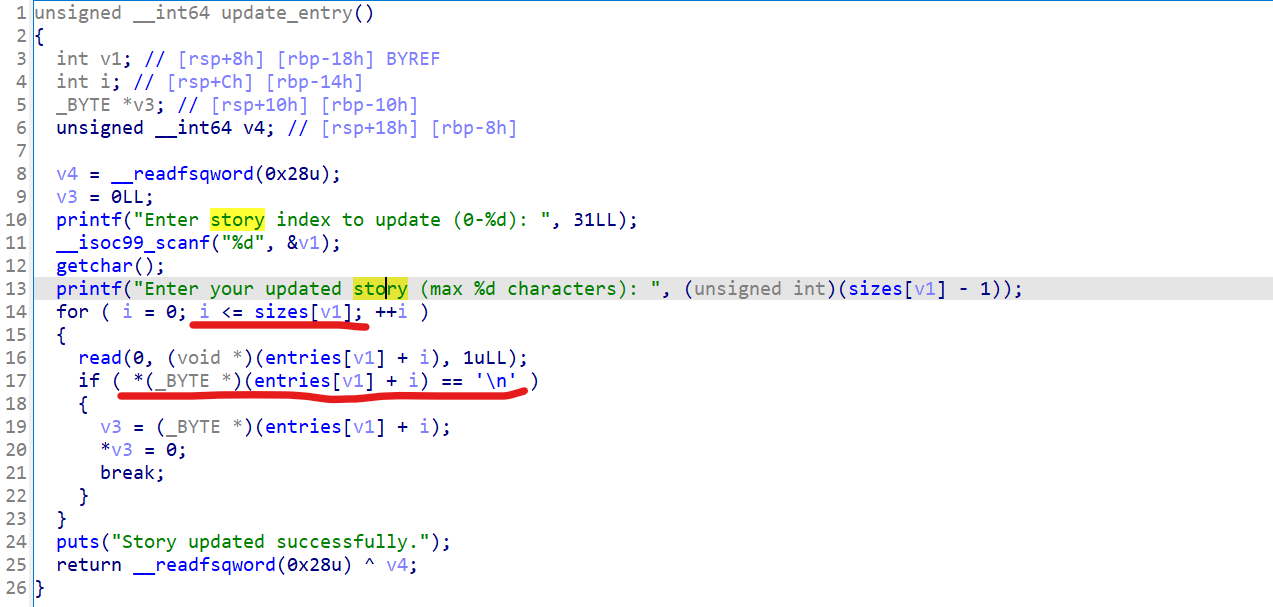 1 unsigned __int64 update_entry()
2 {
3   int v1; // [rsp+8h] [rbp-18h] BYREF
4   int i; // [rsp+Ch] [rbp-14h]
5   _BYTE *v3; // [rsp+10h] [rbp-10h]
6   unsigned __int64 v4; // [rsp+18h] [rbp-8h]
7
8   v4 = __readfsqword(0x28u);
9   v3 = 0LL;
10   printf("Enter story index to update (0-%d): ", 31LL);
11   __isoc99_scanf("%d", &v1);
12   getchar();
13   printf("Enter your updated story (max %d characters): ", (unsigned int)(sizes[v1] - 1));
14   for ( i = 0; i <= sizes[v1]; ++i )
15   {
16     read(0, (void *)(entries[v1] + i), 1uLL);
17     if ( *(_BYTE *)(entries[v1] + i) == '\n' )
18     {
19       v3 = (_BYTE *)(entries[v1] + i);
20       *v3 = 0;
21       break;
22     }
23   }
24   puts("Story updated successfully.");
25   return __readfsqword(0x28u) ^ v4;
26 }